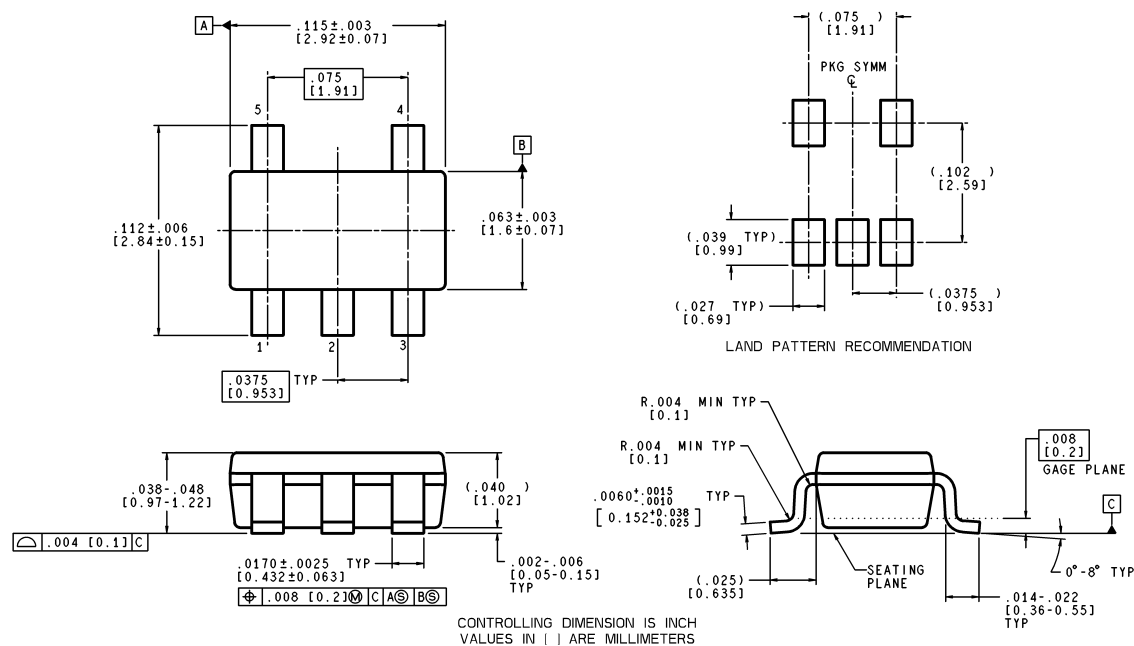 A
.115±.003
[2.92±0.07]
.075
[1.91]
5
4
B
.112±.006
[2.84±0.15]
.063±.003
[1.6±0.07]
1
2
3
.0375 TYP
[0.953]
(.075 )
[1.91]
PKG SYMM
℄
(.102 )
[2.59]
(.039 TYP)
[0.99]
(.027 TYP)
[0.69]
(.0375 )
[0.953]
LAND PATTERN RECOMMENDATION
.038-.048
[0.97-1.22]
(.040 )
[1.02]
⌓ .004 [0.1] C
.0170±.0025 TYP
[0.432±0.063]
⌖ .008 [0.2]Ⓜ C AⓈ BⓈ
.002-.006
[0.05-0.15]
TYP
R.004 MIN TYP
[0.1]
R.004 MIN TYP
[0.1]
.008
[0.2]
GAGE PLANE
.0060+.0015-.0010 TYP
[0.152+0.038-0.025]
C
SEATING
PLANE
0°-8° TYP
(.025)
[0.635]
.014-.022
[0.36-0.55]
TYP
CONTROLLING DIMENSION IS INCH
VALUES IN [ ] ARE MILLIMETERS